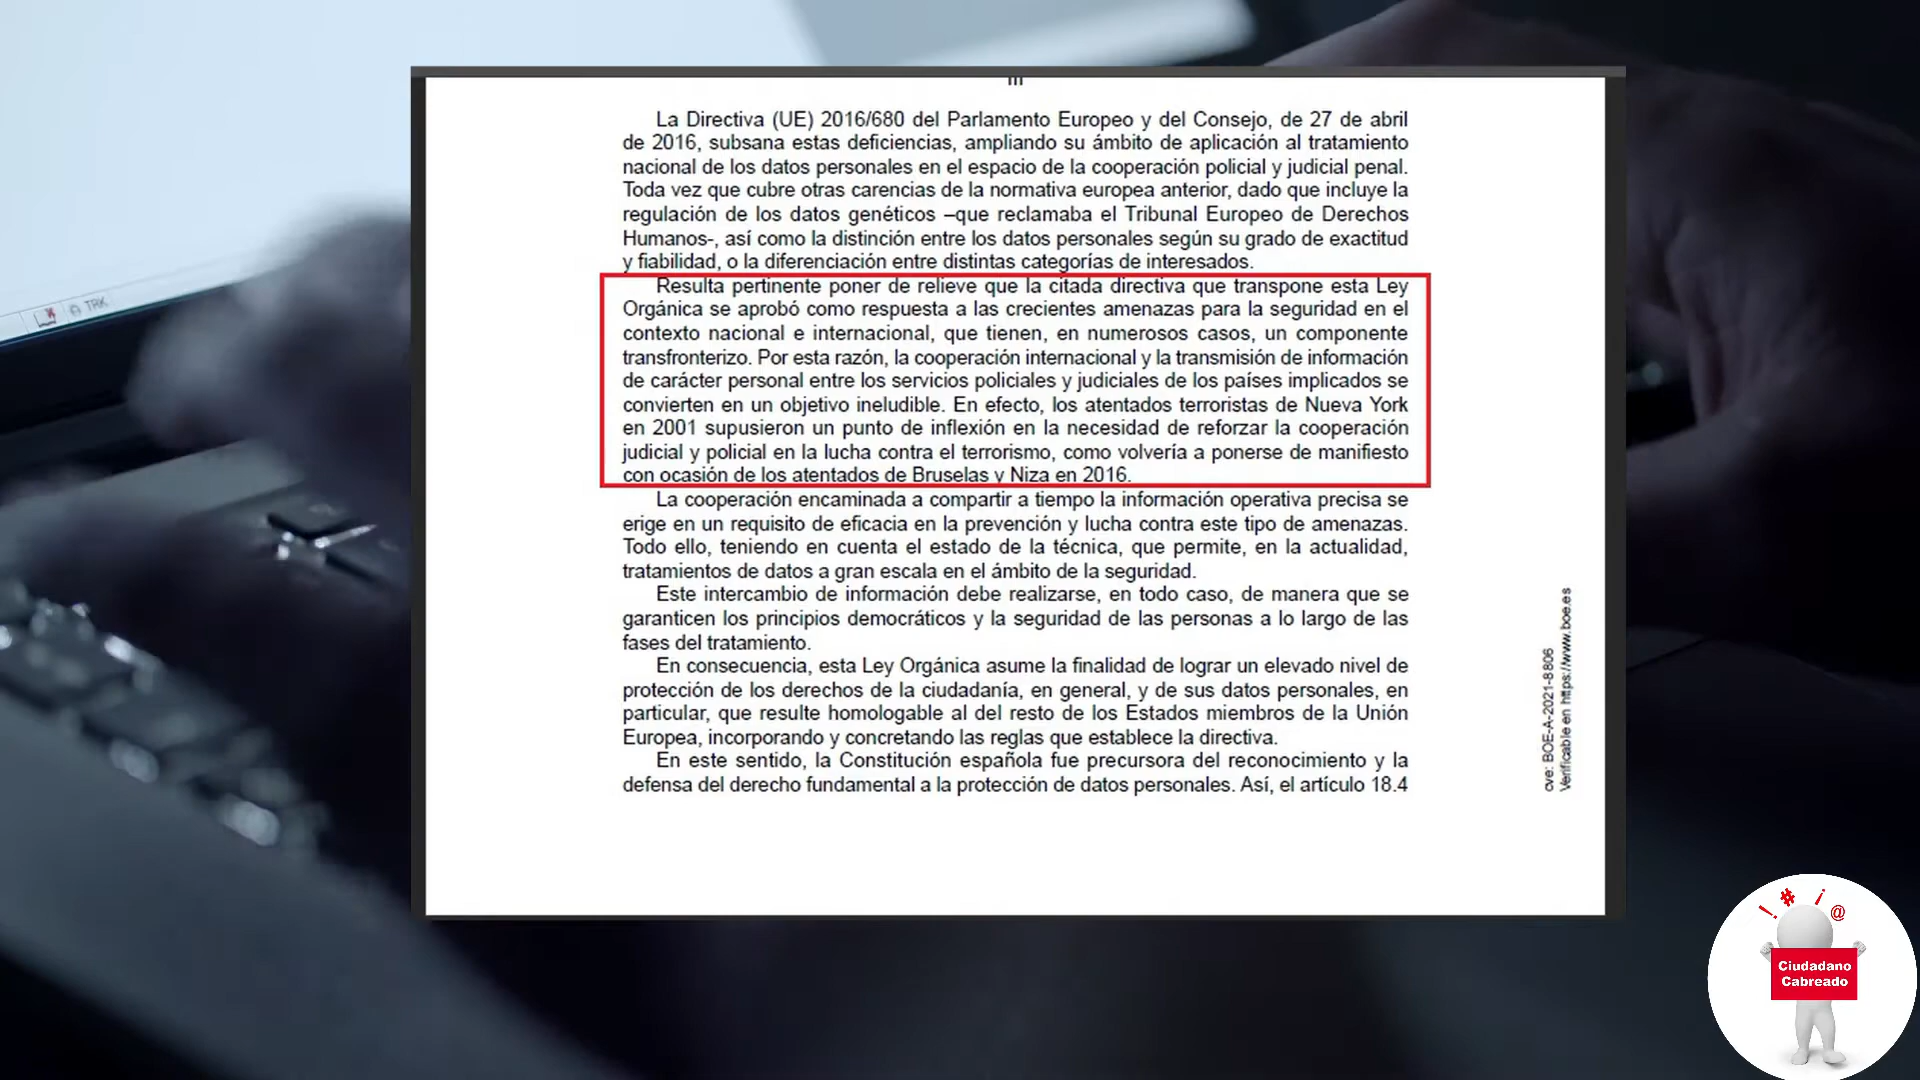 III
La Directiva (UE) 2016/680 del Parlamento Europeo y del Consejo, de 27 de abril
de 2016, subsana estas deficiencias, ampliando su ámbito de aplicación al tratamiento
nacional de los datos personales en el espacio de la cooperación policial y judicial penal.
Toda vez que cubre otras carencias de la normativa europea anterior, dado que incluye la
regulación de los datos genéticos –que reclamaba el Tribunal Europeo de Derechos
Humanos-, así como la distinción entre los datos personales según su grado de exactitud
y fiabilidad, o la diferenciación entre distintas categorías de interesados.
Resulta pertinente poner de relieve que la citada directiva que transpone esta Ley
Orgánica se aprobó como respuesta a las crecientes amenazas para la seguridad en el
contexto nacional e internacional, que tienen, en numerosos casos, un componente
transfronterizo. Por esta razón, la cooperación internacional y la transmisión de información
de carácter personal entre los servicios policiales y judiciales de los países implicados se
convierten en un objetivo ineludible. En efecto, los atentados terroristas de Nueva York
en 2001 supusieron un punto de inflexión en la necesidad de reforzar la cooperación
judicial y policial en la lucha contra el terrorismo, como volvería a ponerse de manifiesto
con ocasión de los atentados de Bruselas y Niza en 2016.
La cooperación encaminada a compartir a tiempo la información operativa precisa se
erige en un requisito de eficacia en la prevención y lucha contra este tipo de amenazas.
Todo ello, teniendo en cuenta el estado de la técnica, que permite, en la actualidad,
tratamientos de datos a gran escala en el ámbito de la seguridad.
Este intercambio de información debe realizarse, en todo caso, de manera que se
garanticen los principios democráticos y la seguridad de las personas a lo largo de las
fases del tratamiento.
En consecuencia, esta Ley Orgánica asume la finalidad de lograr un elevado nivel de
protección de los derechos de la ciudadanía, en general, y de sus datos personales, en
particular, que resulte homologable al del resto de los Estados miembros de la Unión
Europea, incorporando y concretando las reglas que establece la directiva.
En este sentido, la Constitución española fue precursora del reconocimiento y la
defensa del derecho fundamental a la protección de datos personales. Así, el artículo 18.4
cve: BOE-A-2021-8806
Verificable en https://www.boe.es
TRK
! # ¡ @
Ciudadano
Cabreado